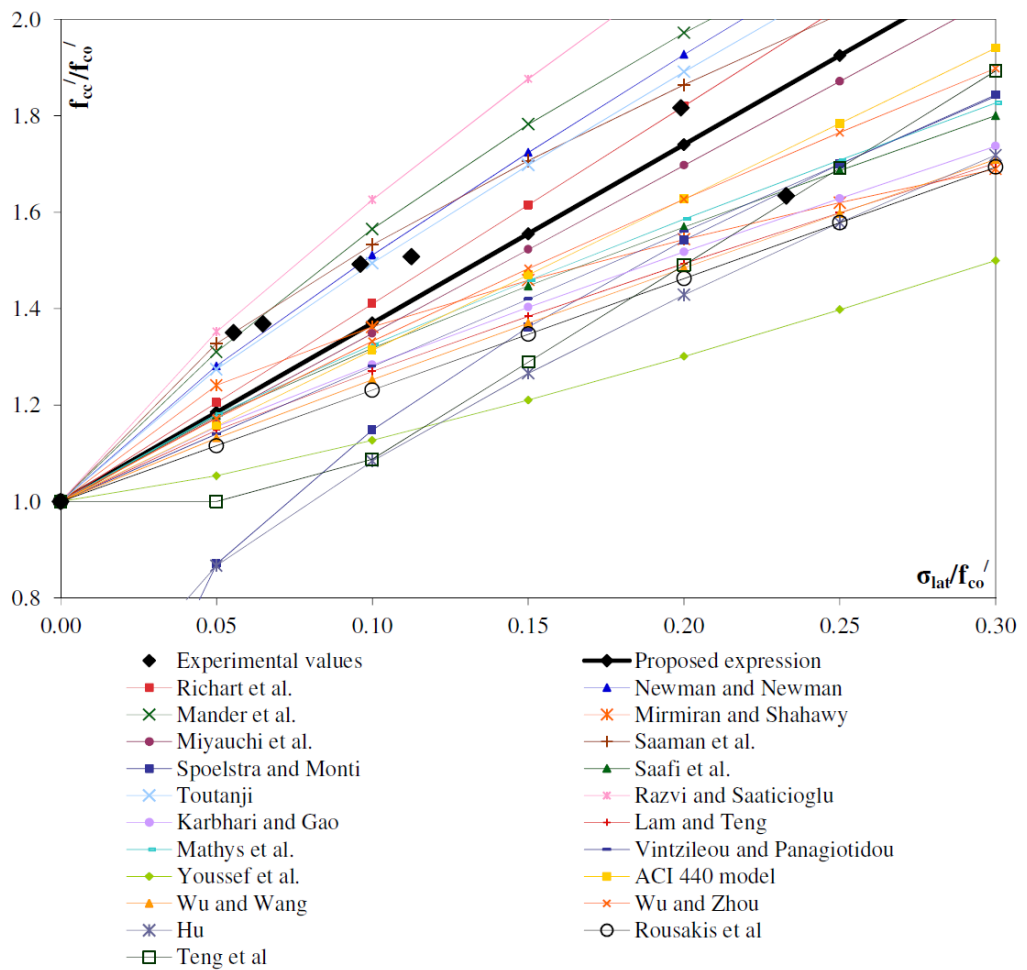 2.0
1.8
1.6
1.4
1.2
1.0
0.8
f_cc′/f_co′
σ_lat/f_co′
0.00 0.05 0.10 0.15 0.20 0.25 0.30
Experimental values Proposed expression
Richart et al. Newman and Newman
Mander et al. Mirmiran and Shahawy
Miyauchi et al. Saaman et al.
Spoelstra and Monti Saafi et al.
Toutanji Razvi and Saaticioglu
Karbhari and Gao Lam and Teng
Mathys et al. Vintzileou and Panagiotidou
Youssef et al. ACI 440 model
Wu and Wang Wu and Zhou
Hu Rousakis et al
Teng et al